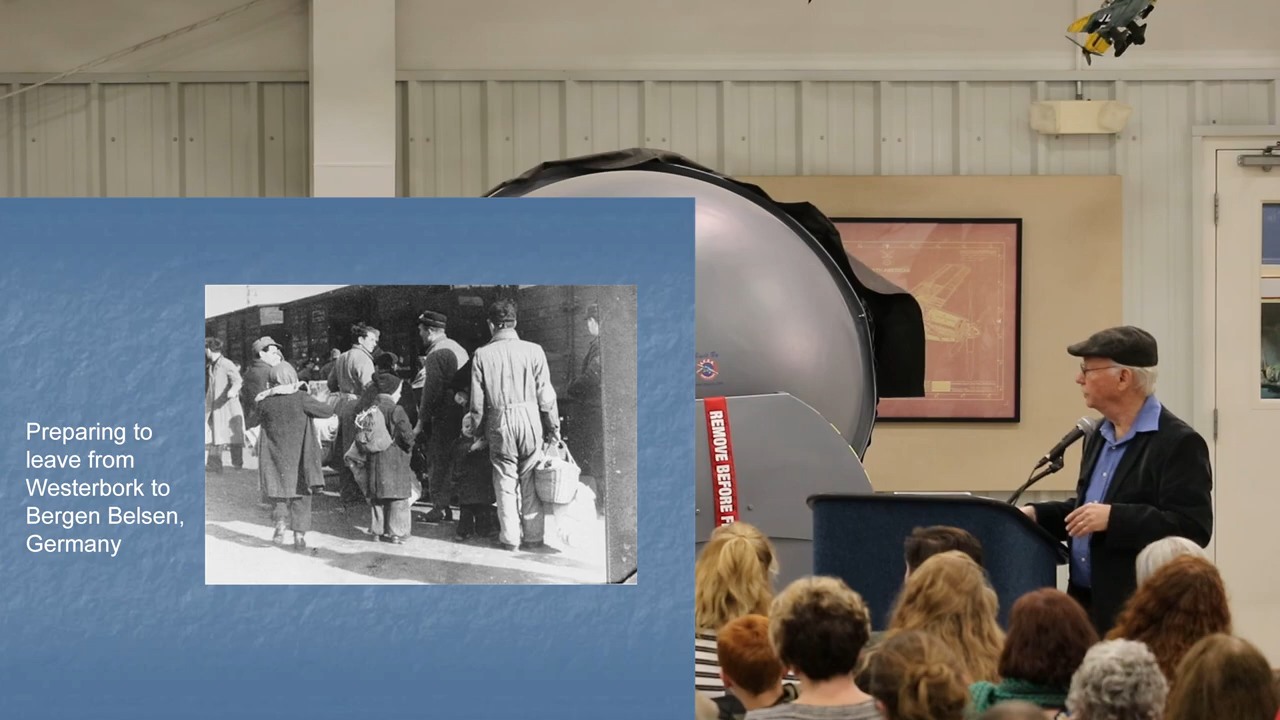 Preparing to
leave from
Westerbork to
Bergen Belsen,
Germany
REMOVE BEFORE